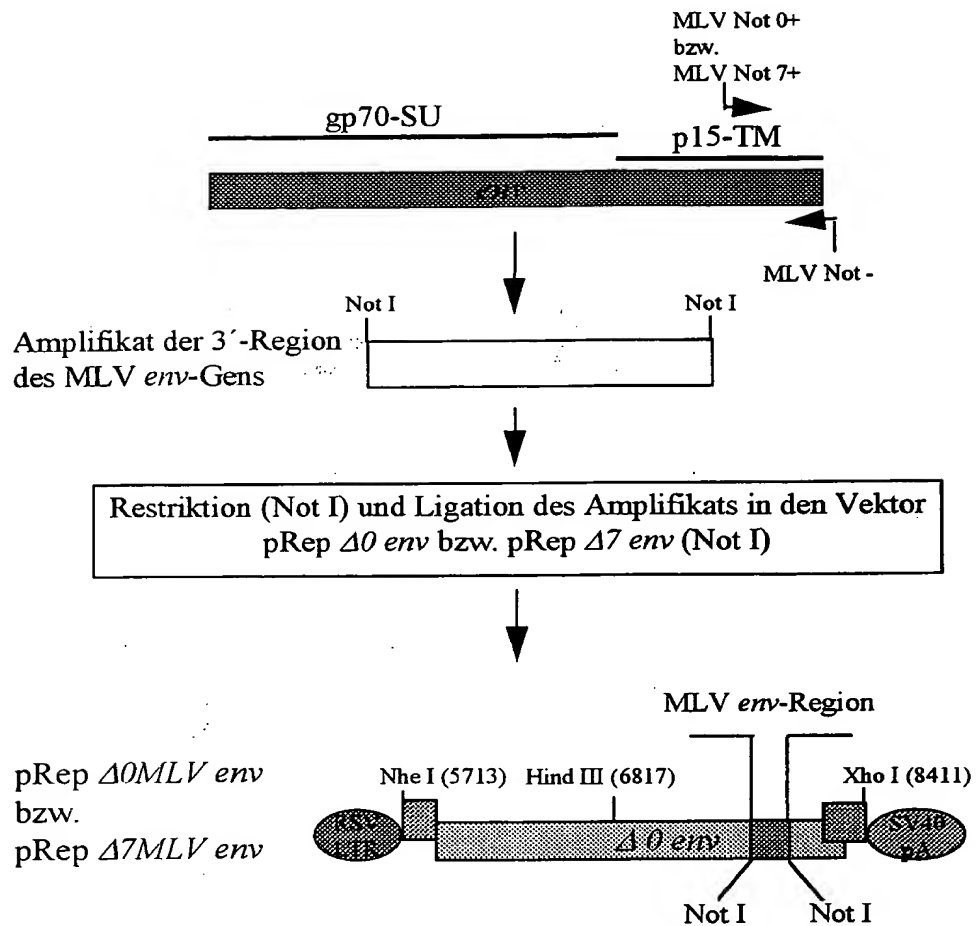 MLV Not 0+
bzw.
MLV Not 7+
gp70-SU
p15-TM
env
MLV Not -
Not I
Not I
Amplifikat der 3´-Region
des MLV env-Gens
Restriktion (Not I) und Ligation des Amplifikats in den Vektor
pRep Δ0 env bzw. pRep Δ7 env (Not I)
MLV env-Region
pRep Δ0MLV env
bzw.
pRep Δ7MLV env
Nhe I (5713)
Hind III (6817)
Xho I (8411)
RSV
LTR
Δ 0 env
SV40
pA
Not I
Not I